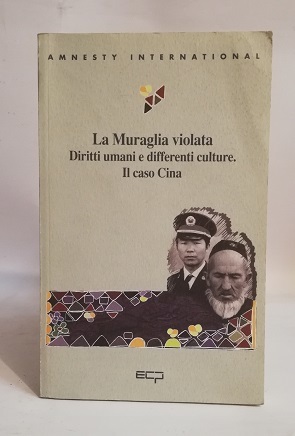 AMNESTY INTERNATIONAL
La Muraglia violata
Diritti umani e differenti culture.
Il caso Cina
ECP